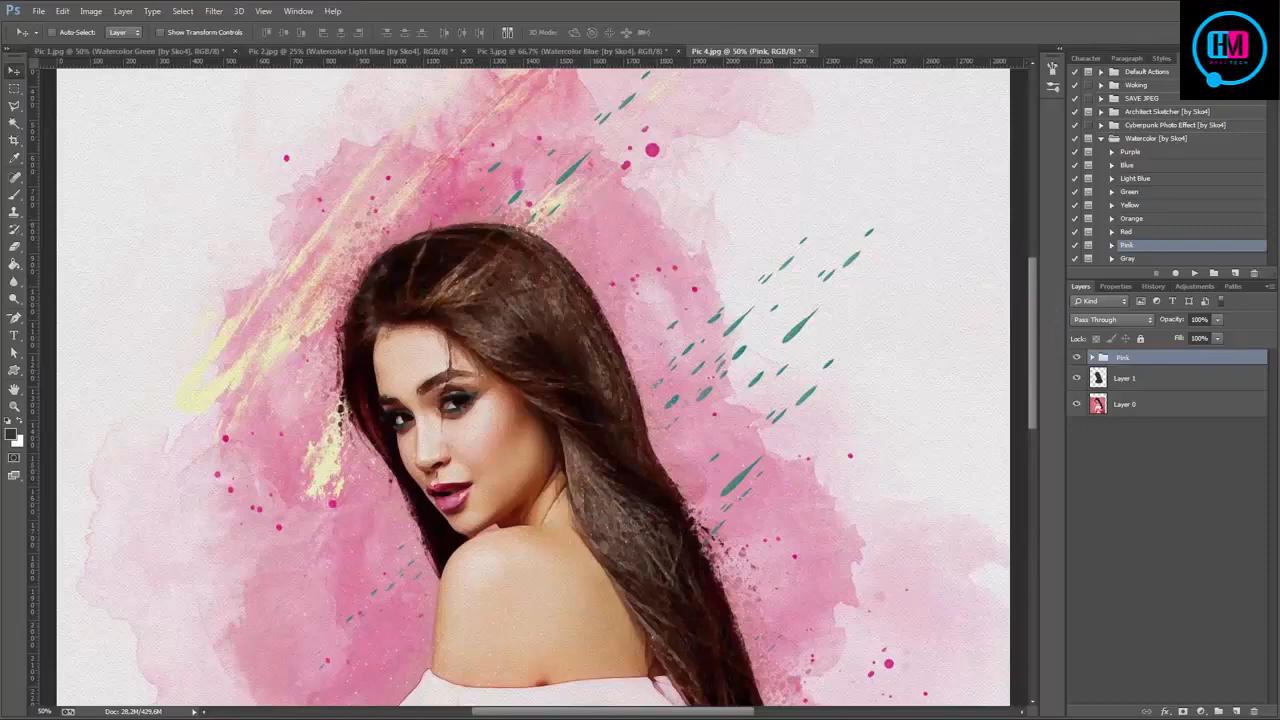 Ps File Edit Image Layer Type Select Filter 3D View Window Help
Auto-Select: Layer Show Transform Controls 3D Mode:
Pic 1.jpg @ 50% (Watercolor Green [by Sko4], RGB/8) * × Pic 2.jpg @ 25% (Watercolor Light Blue [by Sko4], RGB/8) * × Pic 3.jpg @ 66,7% (Watercolor Blue [by Sko4], RGB/8) * × Pic 4.jpg @ 50% (Pink, RGB/8) * ×
HM
Character Paragraph Styles
Default Actions
Woking
SAVE JPEG
Architect Sketcher [by Sko4]
Cyberpunk Photo Effect [by Sko4]
Watercolor [by Sko4]
Purple
Blue
Light Blue
Green
Yellow
Orange
Red
Pink
Gray
Layers Properties History Adjustments Paths
Kind
Pass Through Opacity: 100%
Lock: Fill: 100%
Pink
Layer 1
Layer 0
50% Doc: 28,2M/429,6M